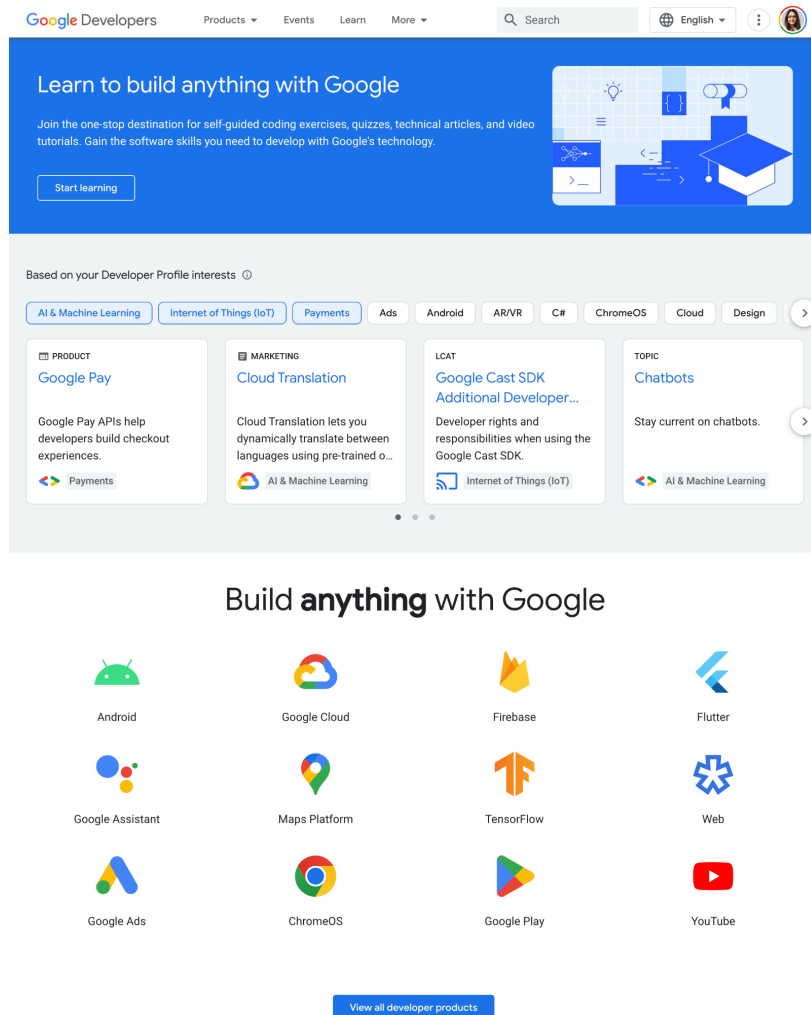 Google Developers
Products
Events
Learn
More
Search
English
Learn to build anything with Google
Join the one-stop destination for self-guided coding exercises, quizzes, technical articles, and video
tutorials. Gain the software skills you need to develop with Google's technology.
Start learning
Based on your Developer Profile interests
AI & Machine Learning
Internet of Things (IoT)
Payments
Ads
Android
AR/VR
C#
ChromeOS
Cloud
Design
PRODUCT
Google Pay
Google Pay APIs help
developers build checkout
experiences.
Payments
MARKETING
Cloud Translation
Cloud Translation lets you
dynamically translate between
languages using pre-trained o...
AI & Machine Learning
LCAT
Google Cast SDK
Additional Developer...
Developer rights and
responsibilities when using the
Google Cast SDK.
Internet of Things (IoT)
TOPIC
Chatbots
Stay current on chatbots.
AI & Machine Learning
Build anything with Google
Android
Google Cloud
Firebase
Flutter
Google Assistant
Maps Platform
TensorFlow
Web
Google Ads
ChromeOS
Google Play
YouTube
View all developer products